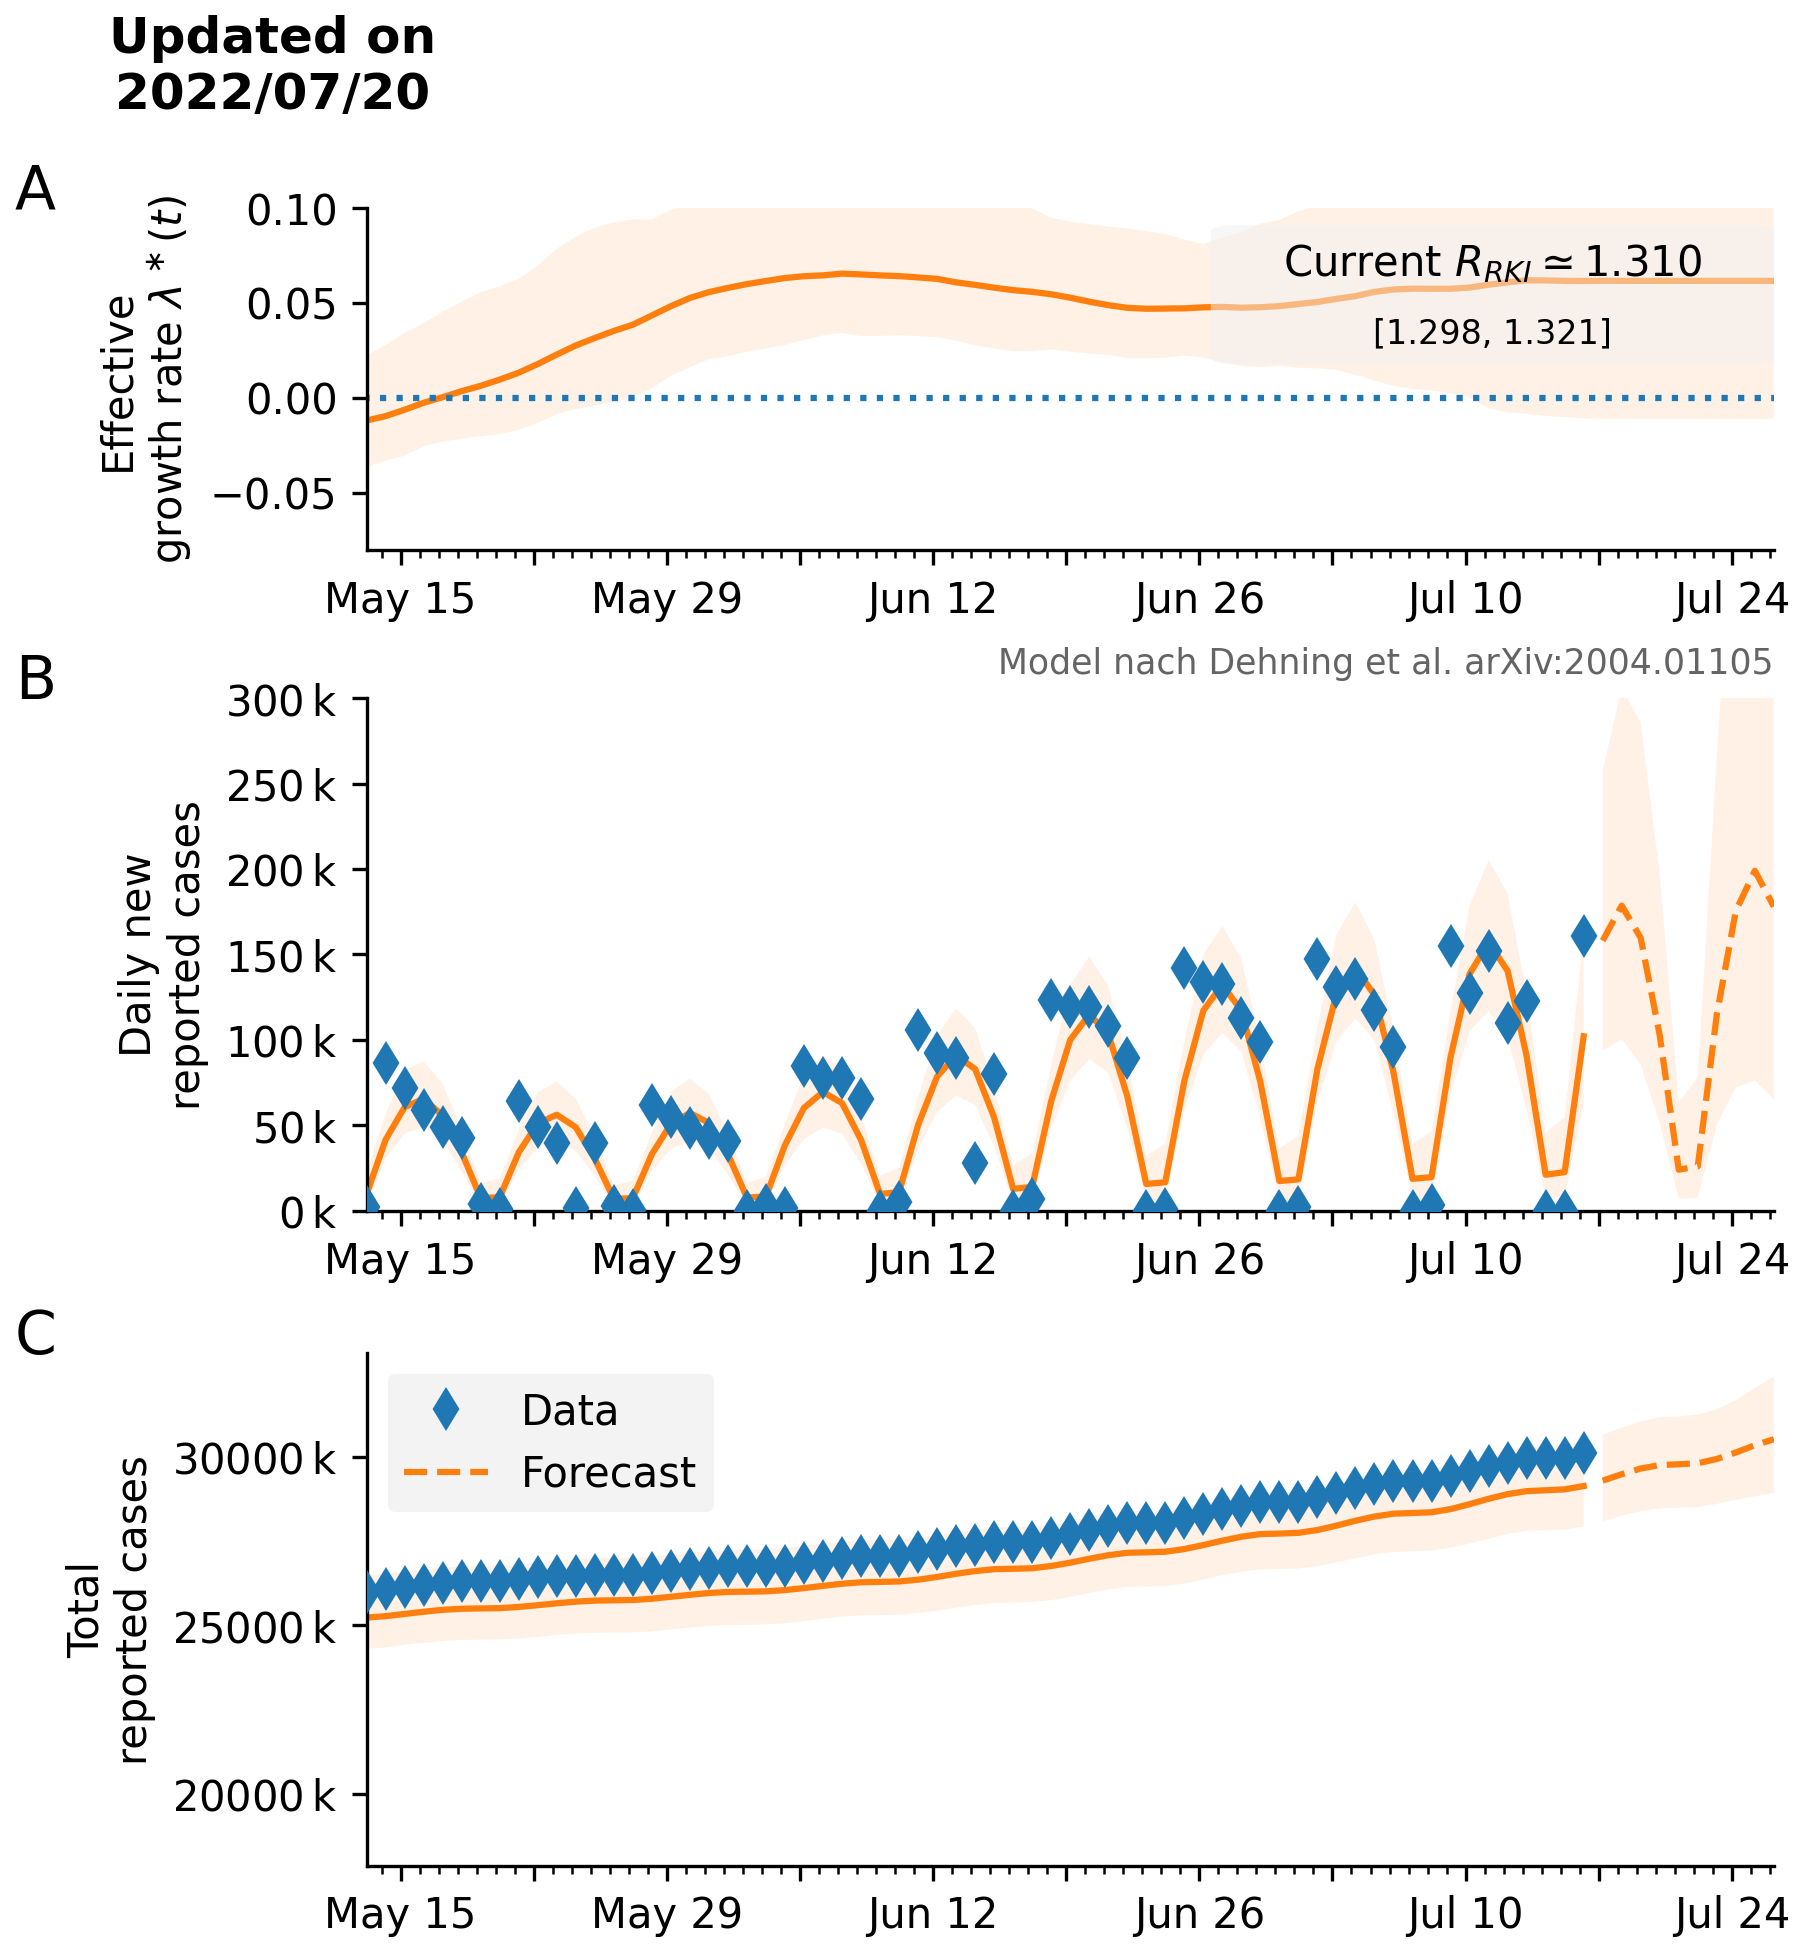 Updated on
2022/07/20
A
Effective
growth rate λ * (t)
0.10
0.05
0.00
−0.05
Current R_RKI ≃ 1.310
[1.298, 1.321]
May 15 May 29 Jun 12 Jun 26 Jul 10 Jul 24
Model nach Dehning et al. arXiv:2004.01105
B
Daily new
reported cases
300 k
250 k
200 k
150 k
100 k
50 k
0 k
May 15 May 29 Jun 12 Jun 26 Jul 10 Jul 24
C
Total
reported cases
30000 k
25000 k
20000 k
Data
Forecast
May 15 May 29 Jun 12 Jun 26 Jul 10 Jul 24